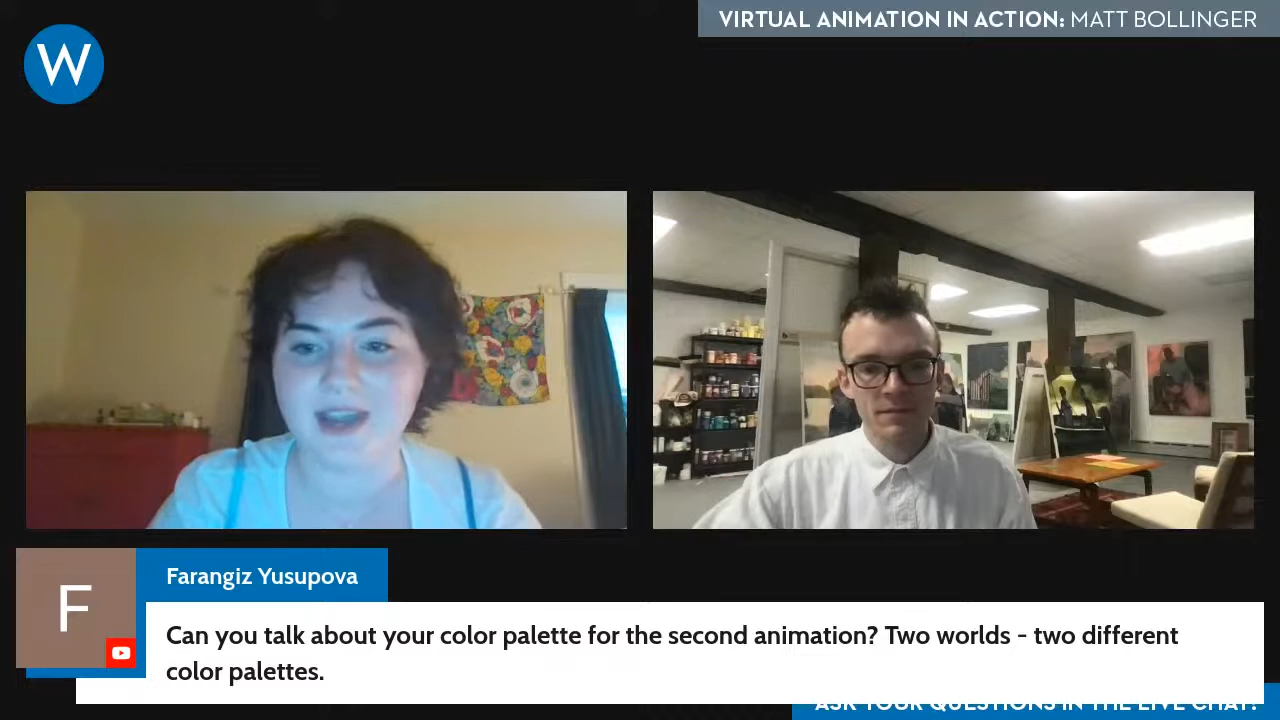 VIRTUAL ANIMATION IN ACTION: MATT BOLLINGER
W
F
Farangiz Yusupova
Can you talk about your color palette for the second animation? Two worlds - two different
color palettes.
ASK YOUR QUESTIONS IN THE LIVE CHAT!